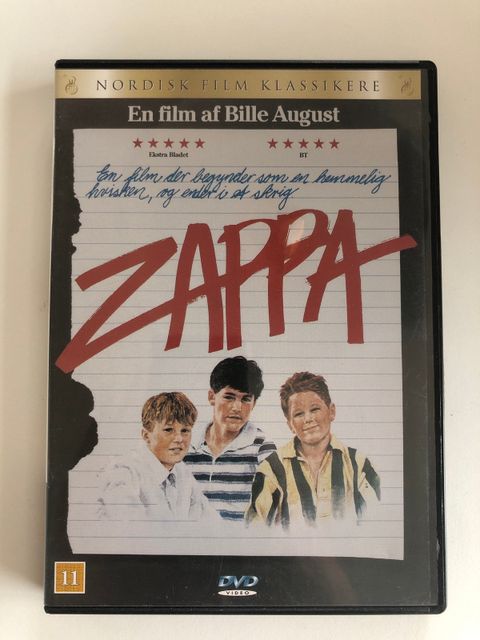 NORDISK FILM KLASSIKERE
En film af Bille August
Ekstra Bladet
BT
En film der begynder som en hemmelig
hvisken, og ender i et skrig
ZAPPA
11
DVD
VIDEO